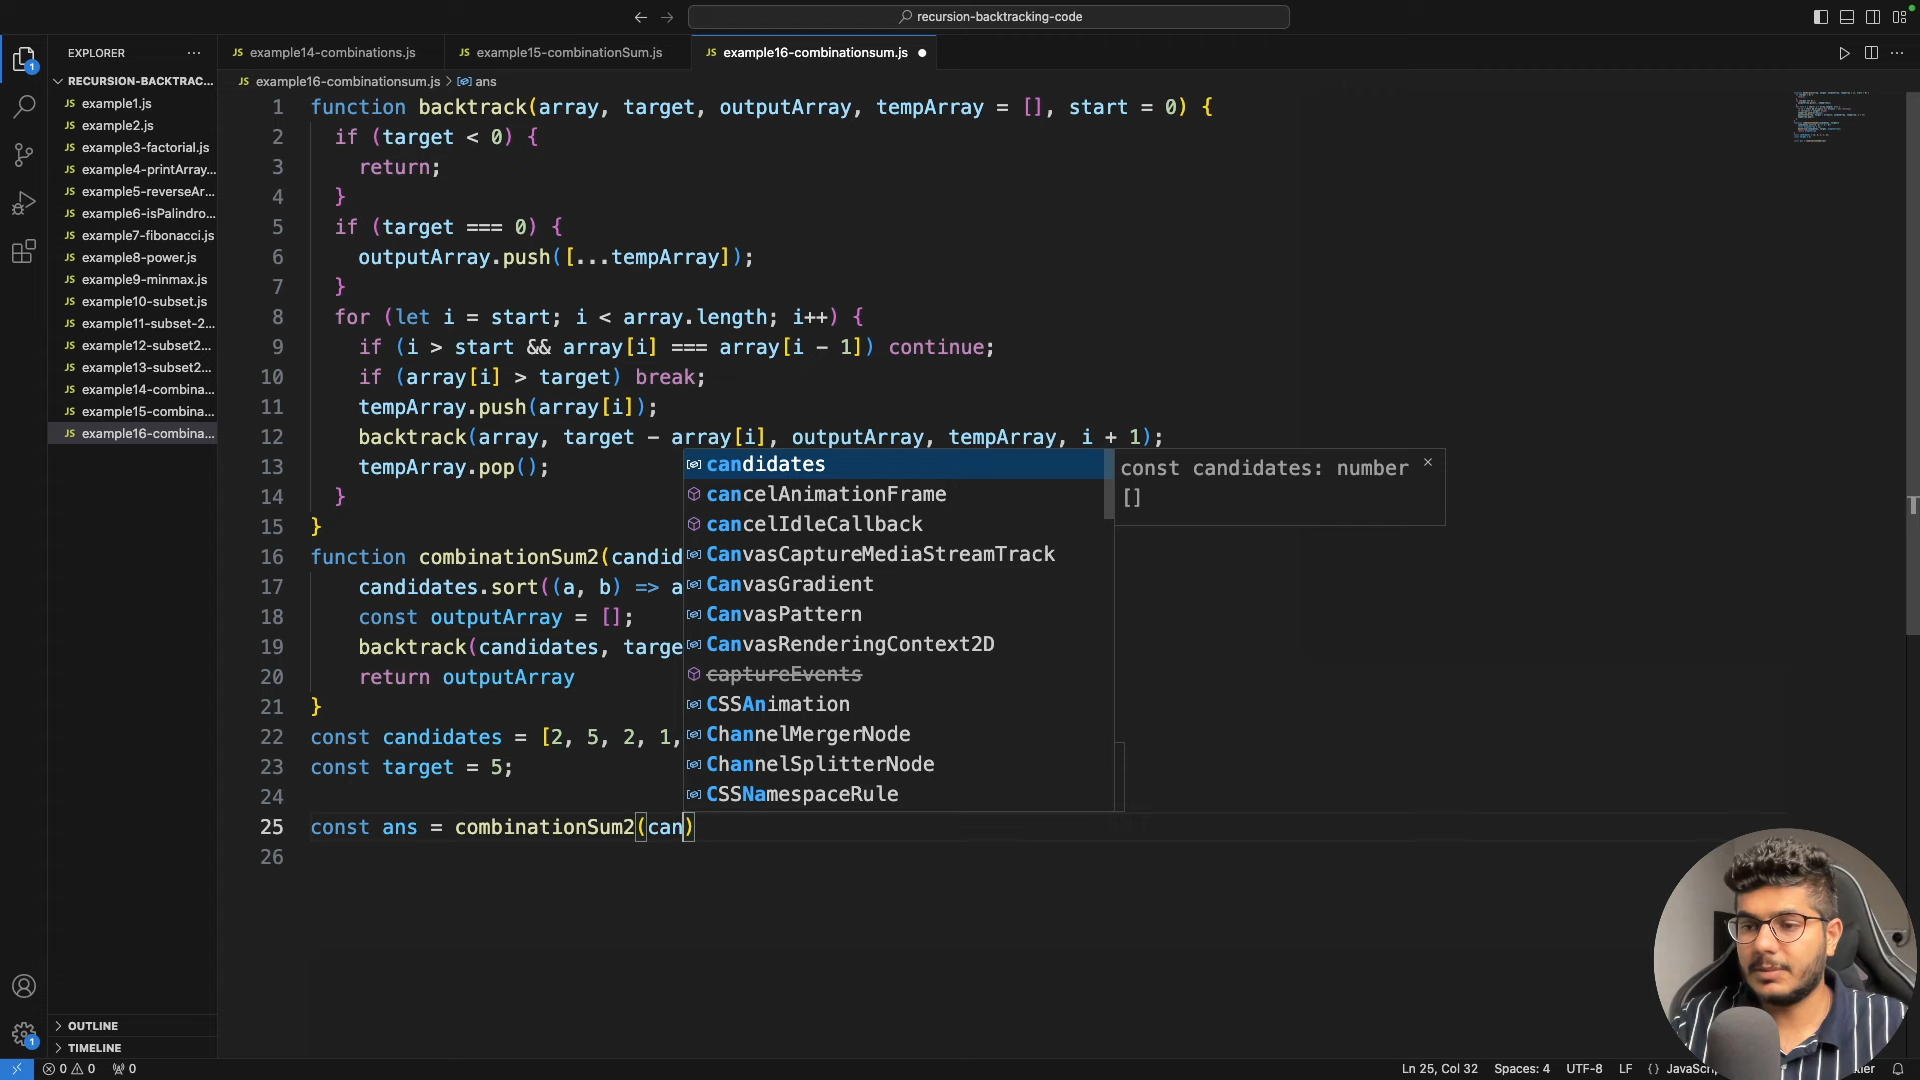 recursion-backtracking-code
EXPLORER
example14-combinations.js
example15-combinationSum.js
example16-combinationsum.js
RECURSION-BACKTRAC...
example16-combinationsum.js > ans
example1.js
example2.js
example3-factorial.js
example4-printArray...
example5-reverseAr...
example6-isPalindro...
example7-fibonacci.js
example8-power.js
example9-minmax.js
example10-subset.js
example11-subset-2...
example12-subset2...
example13-subset2...
example14-combina...
example15-combina...
example16-combina...
OUTLINE
TIMELINE
1 function backtrack(array, target, outputArray, tempArray = [], start = 0) {
2 if (target < 0) {
3 return;
4 }
5 if (target === 0) {
6 outputArray.push([...tempArray]);
7 }
8 for (let i = start; i < array.length; i++) {
9 if (i > start && array[i] === array[i - 1]) continue;
10 if (array[i] > target) break;
11 tempArray.push(array[i]);
12 backtrack(array, target - array[i], outputArray, tempArray, i + 1);
13 tempArray.pop();
14 }
15 }
16 function combinationSum2(candid
17 candidates.sort((a, b) => a
18 const outputArray = [];
19 backtrack(candidates, targe
20 return outputArray
21 }
22 const candidates = [2, 5, 2, 1,
23 const target = 5;
24
25 const ans = combinationSum2(can)
26
candidates
cancelAnimationFrame
cancelIdleCallback
CanvasCaptureMediaStreamTrack
CanvasGradient
CanvasPattern
CanvasRenderingContext2D
captureEvents
CSSAnimation
ChannelMergerNode
ChannelSplitterNode
CSSNamespaceRule
const candidates: number
[]
0 0 0
Ln 25, Col 32 Spaces: 4 UTF-8 LF {} JavaSc